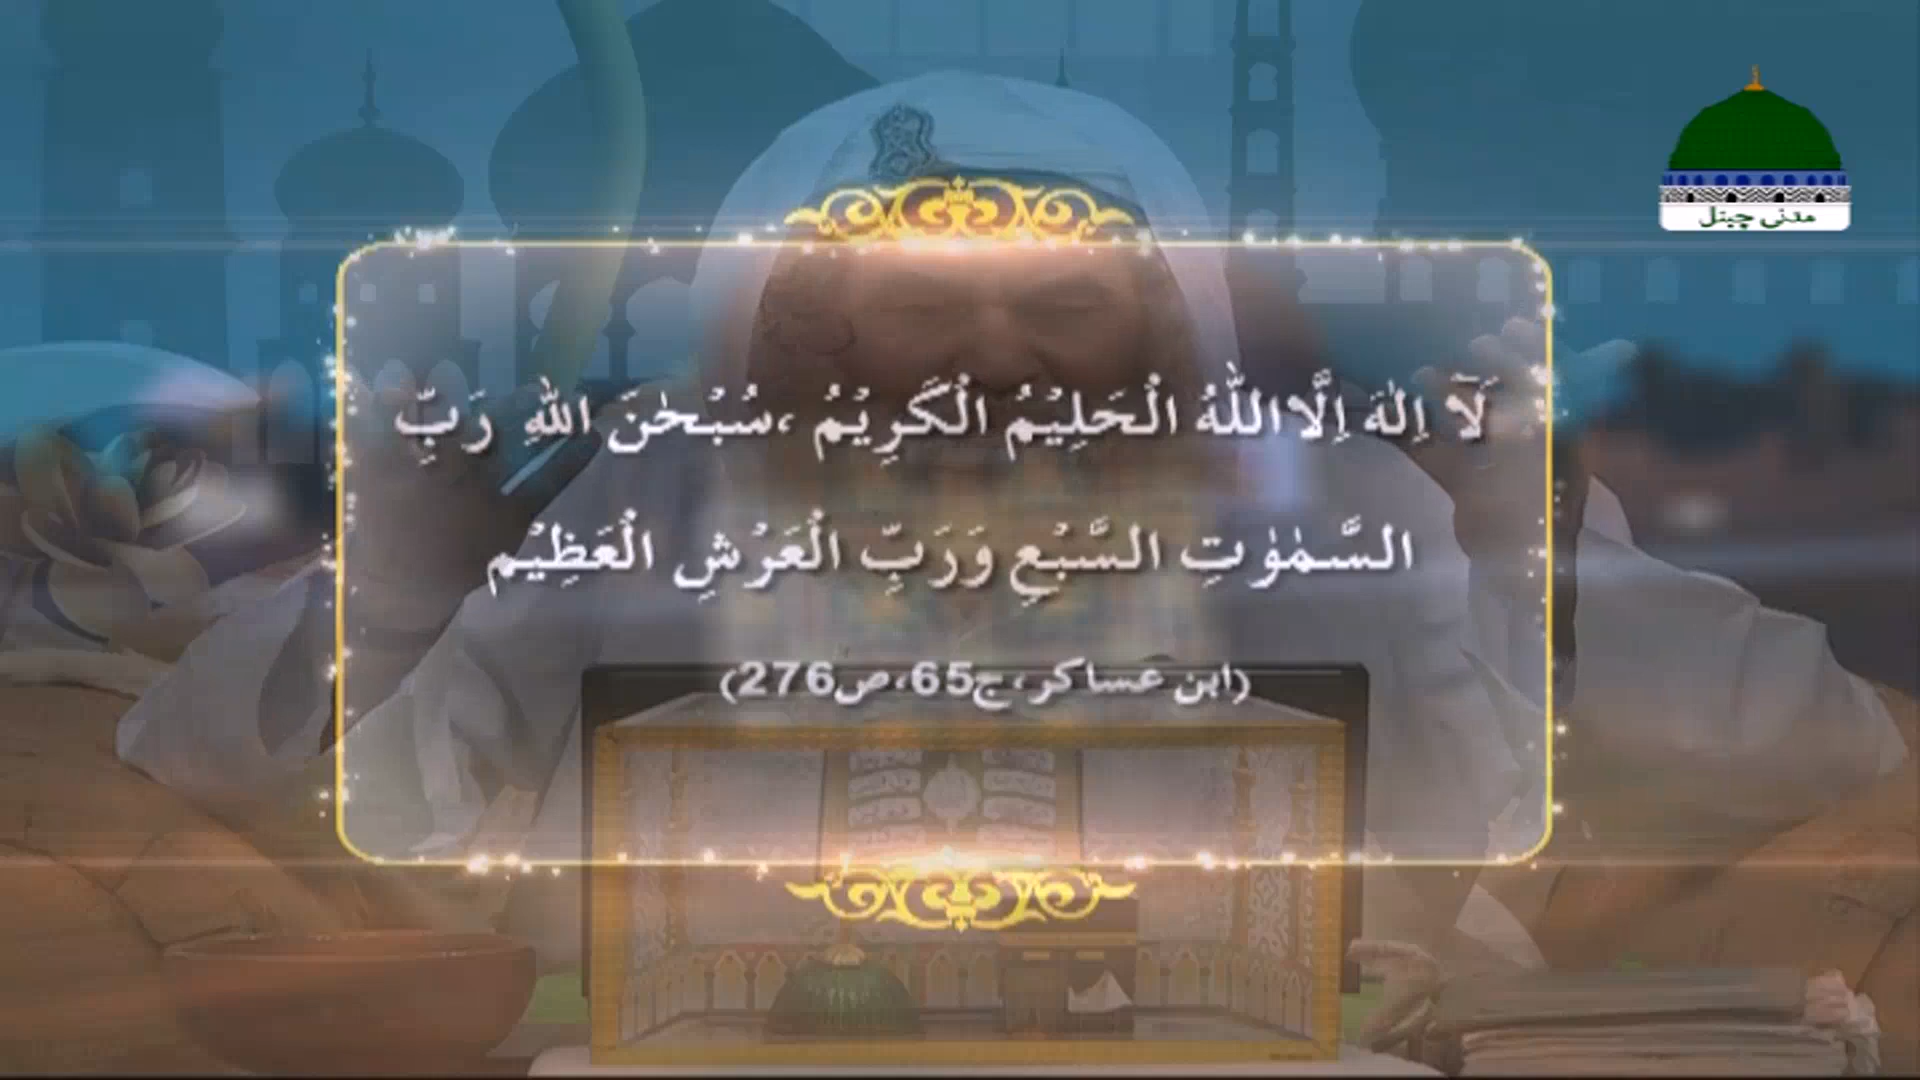 مدنی چینل
لَآ اِلٰهَ اِلَّا اللّٰهُ الْحَلِيْمُ الْكَرِيْمُ ،سُبْحٰنَ اللّٰهِ رَبِّ
السَّمٰوٰتِ السَّبْعِ وَرَبِّ الْعَرْشِ الْعَظِيْم
(ابن عساکر، ج65، ص276)